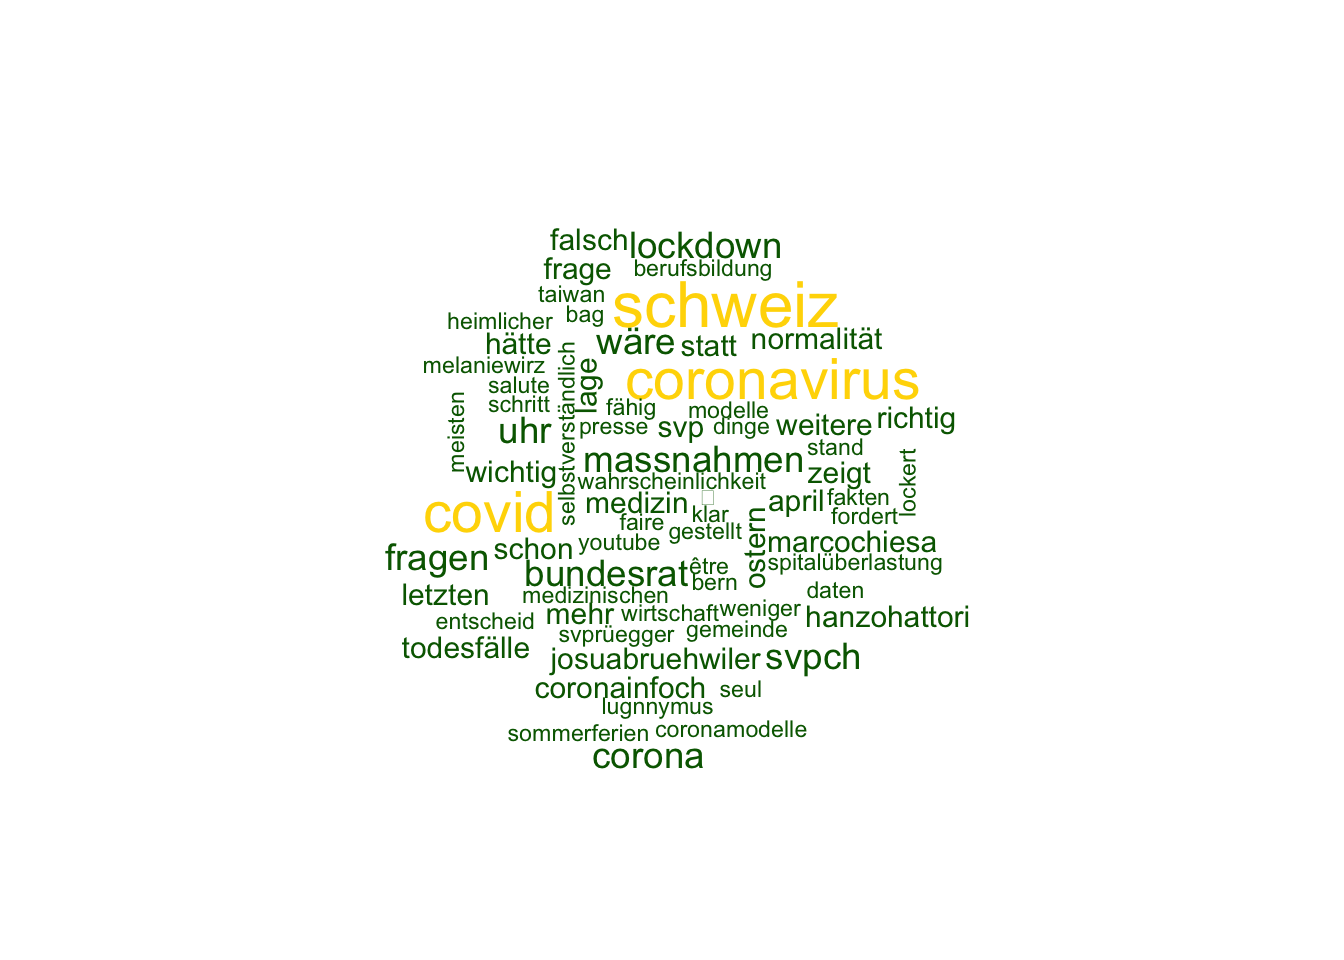 falsch lockdown
frage berufsbildung
taiwan schweiz
heimlicher bag
hätte wäre statt normalität
melaniewirz selbstverständlich lage coronavirus
salute
schritt fähig modelle
meisten uhr presse svp dinge weitere richtig
wichtig massnahmen stand zeigt lockert
wahrscheinlichkeit
covid medizin klar april fakten
faire gestellt ostern fordert
fragen schon youtube marcochiesa
bundesrat être spitalüberlastung
bern
letzten medizinischen daten
entscheid mehr wirtschaft weniger hanzohattori
svprüegger gemeinde
todesfälle josuabruehwiler svpch
coronainfoch seul
lugnnymus
sommerferien coronamodelle
corona